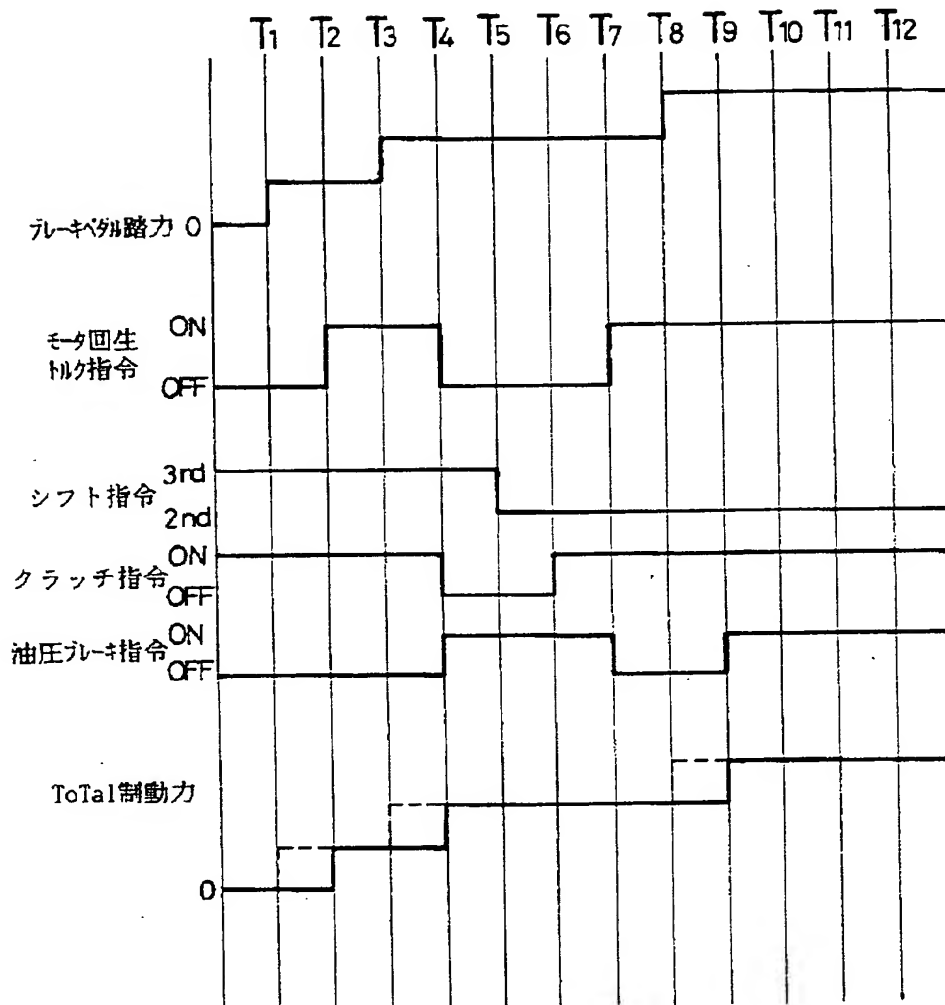 T1 T2 T3 T4 T5 T6 T7 T8 T9 T10 T11 T12
ブレーキペダル踏力 0
モータ回生
トルク指令
ON
OFF
シフト指令
3rd
2nd
クラッチ指令
ON
OFF
油圧ブレーキ指令
ON
OFF
ToTal制動力
0